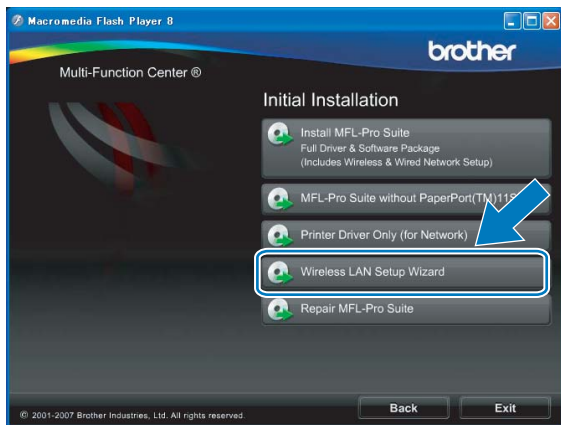 Macromedia Flash Player 8
brother
Multi-Function Center ®
Initial Installation
Install MFL-Pro Suite
Full Driver & Software Package
(Includes Wireless & Wired Network Setup)
MFL-Pro Suite without PaperPort(TM)11S
Printer Driver Only (for Network)
Wireless LAN Setup Wizard
Repair MFL-Pro Suite
Back Exit
© 2001-2007 Brother Industries, Ltd. All rights reserved.